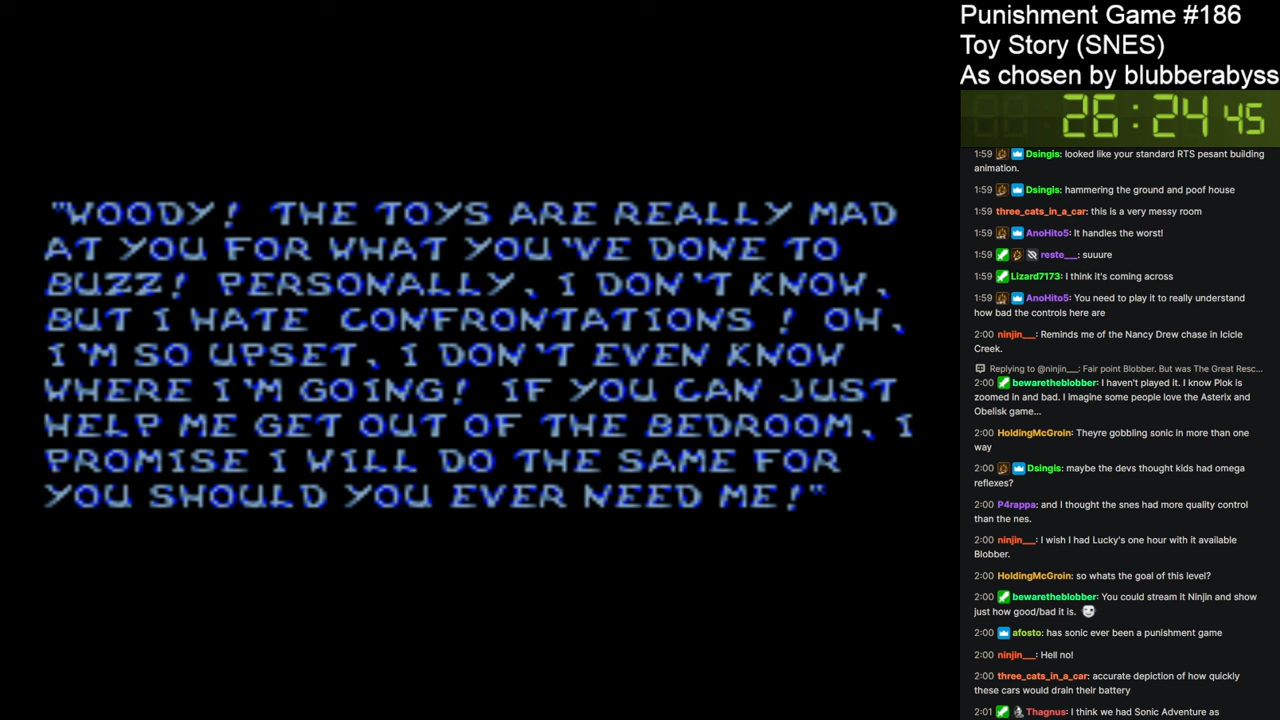 Punishment Game #186
Toy Story (SNES)
As chosen by blubberabyss
26:24 45
"WOODY! THE TOYS ARE REALLY MAD
AT YOU FOR WHAT YOU'VE DONE TO
BUZZ! PERSONALLY, I DON'T KNOW,
BUT I HATE CONFRONTATIONS ! OH,
I'M SO UPSET, I DON'T EVEN KNOW
WHERE I'M GOING! IF YOU CAN JUST
HELP ME GET OUT OF THE BEDROOM, I
PROMISE I WILL DO THE SAME FOR
YOU SHOULD YOU EVER NEED ME!"
1:59 Dsingis: looked like your standard RTS pesant building
animation.
1:59 Dsingis: hammering the ground and poof house
1:59 three_cats_in_a_car: this is a very messy room
1:59 AnoHito5: It handles the worst!
1:59 reste___: suuure
1:59 Lizard7173: I think it's coming across
1:59 AnoHito5: You need to play it to really understand
how bad the controls here are
2:00 ninjin___: Reminds me of the Nancy Drew chase in Icicle
Creek.
Replying to @ninjin___: Fair point Blobber. But was The Great Resc...
2:00 bewaretheblobber: I haven't played it. I know Plok is
zoomed in and bad. I imagine some people love the Asterix and
Obelisk game...
2:00 HoldingMcGroin: Theyre gobbling sonic in more than one
way
2:00 Dsingis: maybe the devs thought kids had omega
reflexes?
2:00 P4rappa: and I thought the snes had more quality control
than the nes.
2:00 ninjin___: I wish I had Lucky's one hour with it available
Blobber.
2:00 HoldingMcGroin: so whats the goal of this level?
2:00 bewaretheblobber: You could stream it Ninjin and show
just how good/bad it is.
2:00 afosto: has sonic ever been a punishment game
2:00 ninjin___: Hell no!
2:00 three_cats_in_a_car: accurate depiction of how quickly
these cars would drain their battery
2:01 Thagnus: I think we had Sonic Adventure as